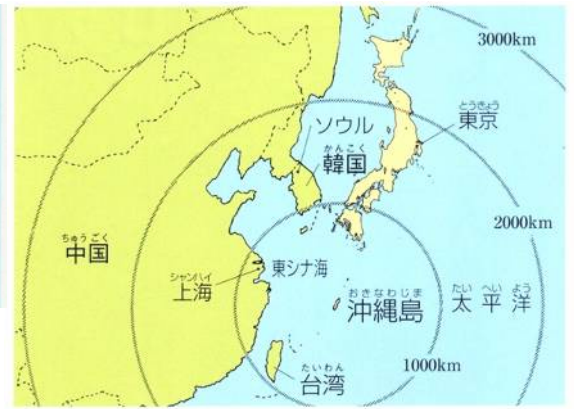 3000km
とうきょう
東京
ソウル
かんこく
韓国
2000km
ちゅうごく
中国
シャンハイ
上海
東シナ海
おきなわじま
沖縄島
たいへいよう
太平洋
1000km
たいわん
台湾